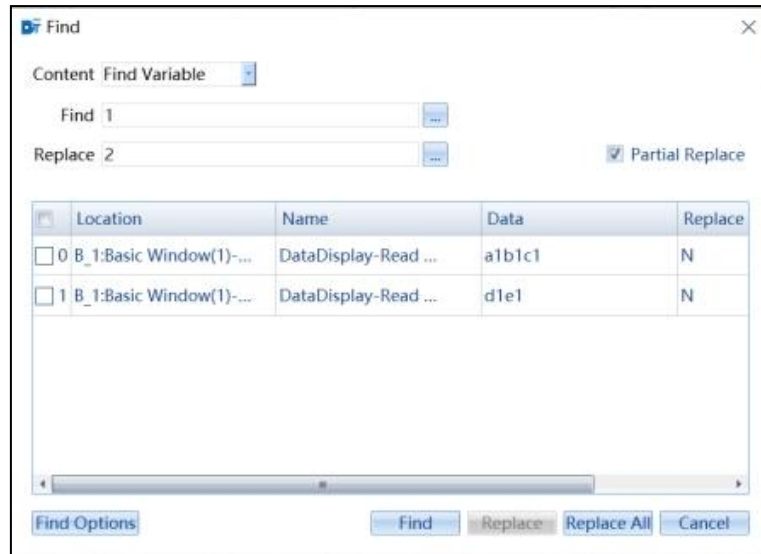 Find
Content Find Variable
Find 1 ...
Replace 2 ... Partial Replace
Location Name Data Replace
0 B_1:Basic Window(1)-... DataDisplay-Read ... a1b1c1 N
1 B_1:Basic Window(1)-... DataDisplay-Read ... d1e1 N
Find Options Find Replace Replace All Cancel